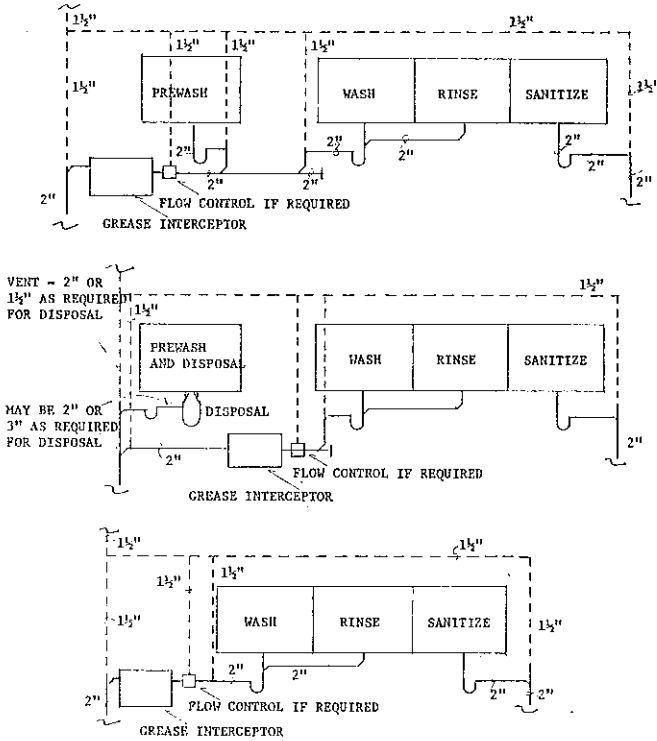 1½" 1½"
1½" 1½" 1½"
1½" 1½"
PREWASH WASH RINSE SANITIZE
2" 2" 2" 2" 2"
2" 2" 2" 2"
FLOW CONTROL IF REQUIRED
GREASE INTERCEPTOR
VENT - 2" OR
1½" AS REQUIRED
FOR DISPOSAL
1½" 1½"
PREWASH
AND DISPOSAL
WASH RINSE SANITIZE
MAY BE 2" OR
3" AS REQUIRED
FOR DISPOSAL
DISPOSAL
2" 2"
FLOW CONTROL IF REQUIRED
GREASE INTERCEPTOR
1½" 1½"
1½" 1½"
1½" 1½"
WASH RINSE SANITIZE
2" 2" 2" 2" 2"
FLOW CONTROL IF REQUIRED
GREASE INTERCEPTOR